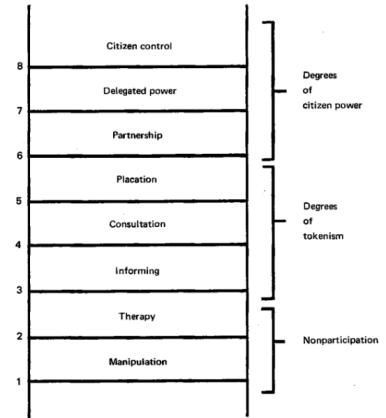 Citizen control
8
Delegated power
7
Partnership
6
Placation
5
Consultation
4
Informing
3
Therapy
2
Manipulation
1
Degrees
of
citizen power
Degrees
of
tokenism
Nonparticipation